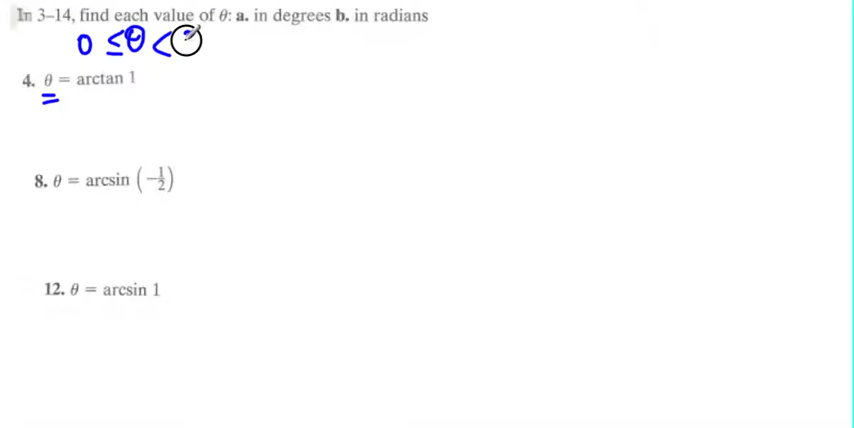 In 3–14, find each value of θ: a. in degrees b. in radians
0 ≤ θ <
4. θ = arctan 1
=
8. θ = arcsin (−1/2)
12. θ = arcsin 1